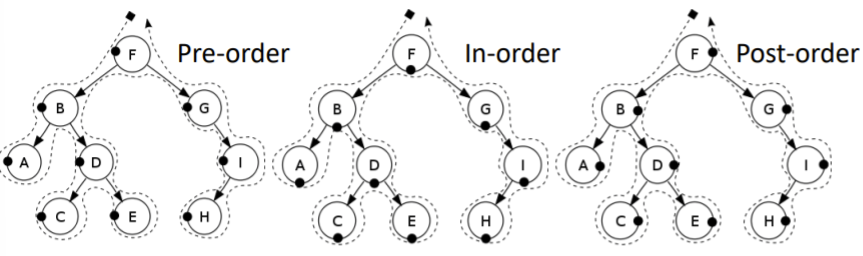 F Pre-order F In-order F Post-order
B G B G B G
A D I A D I A D I
C E H C E H C E H